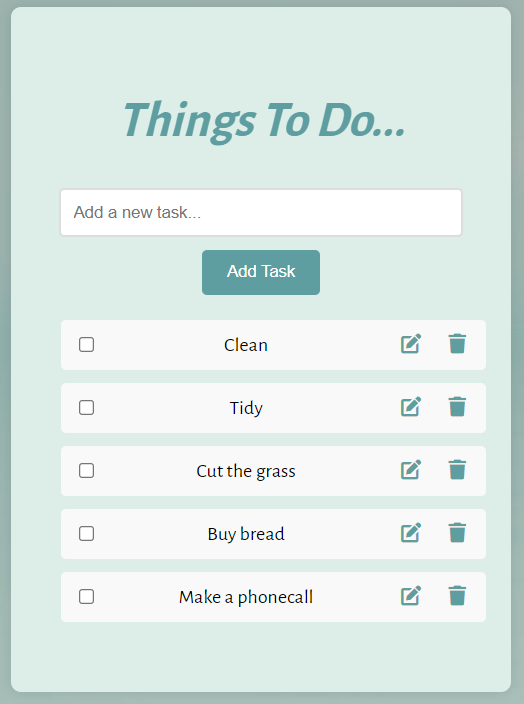 Things To Do...
Add a new task...
Add Task
Clean
Tidy
Cut the grass
Buy bread
Make a phonecall